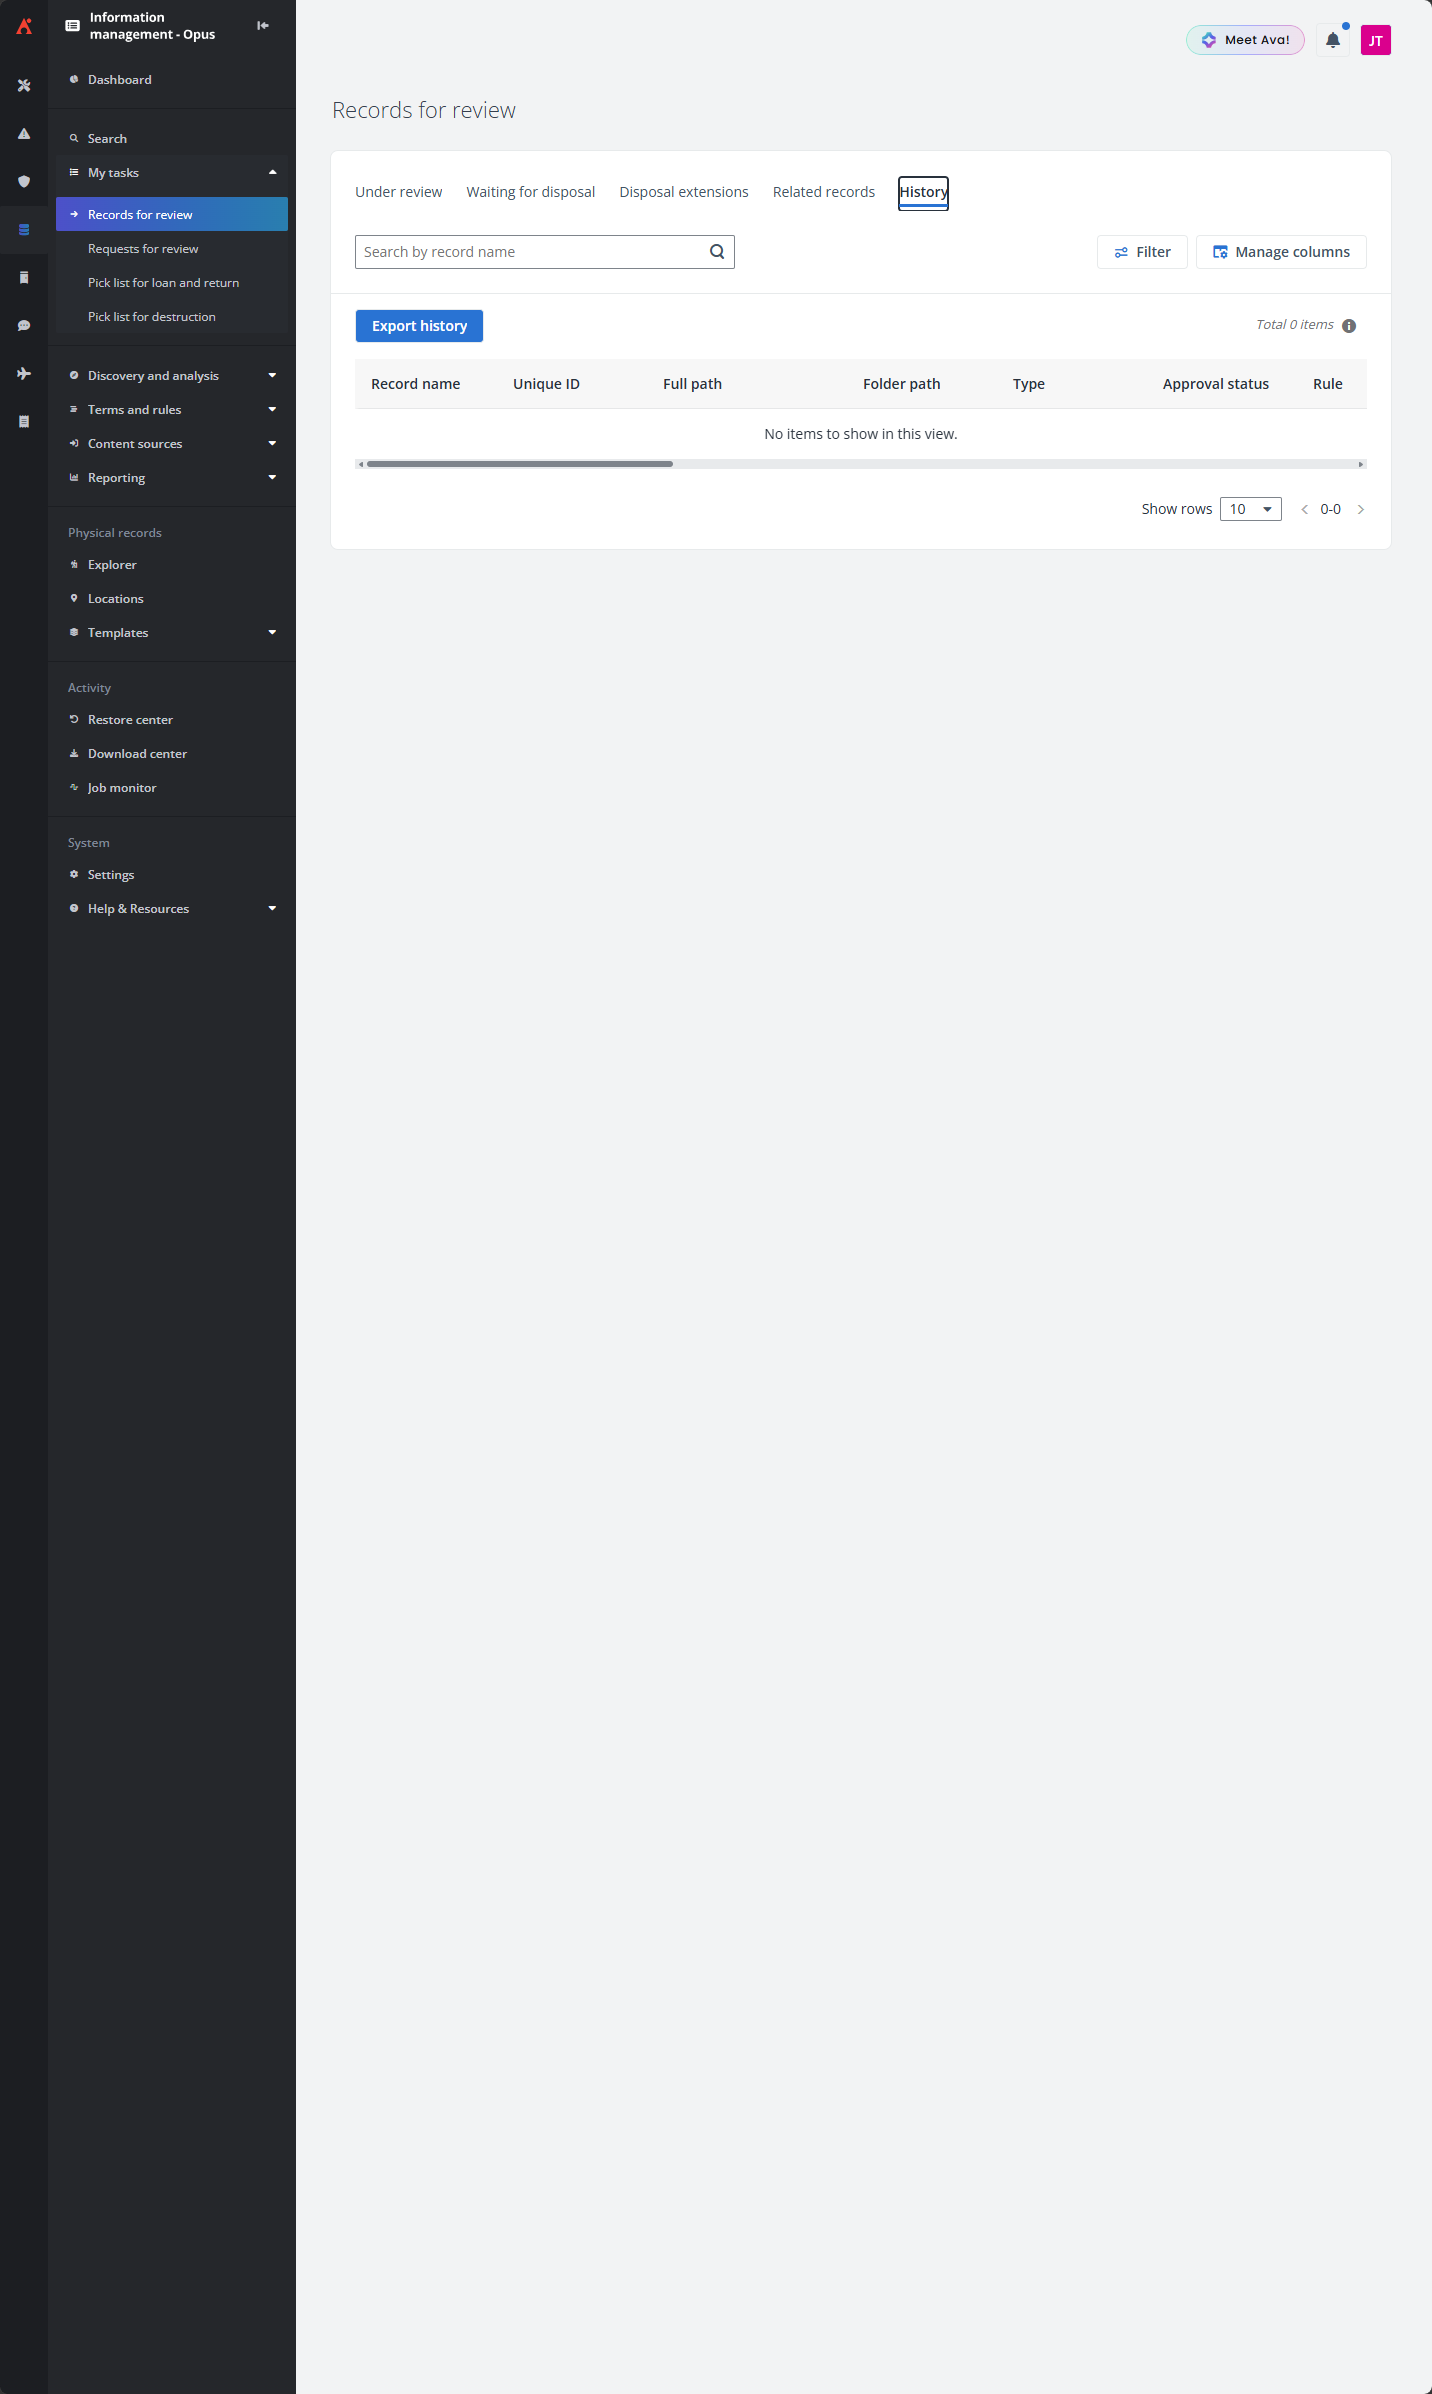 Information
management - Opus
Dashboard
Search
My tasks
Records for review
Requests for review
Pick list for loan and return
Pick list for destruction
Discovery and analysis
Terms and rules
Content sources
Reporting
Physical records
Explorer
Locations
Templates
Activity
Restore center
Download center
Job monitor
System
Settings
Help & Resources
Meet Ava!
JT
Records for review
Under review Waiting for disposal Disposal extensions Related records History
Search by record name
Filter
Manage columns
Export history
Total 0 items
Record name Unique ID Full path Folder path Type Approval status Rule
No items to show in this view.
Show rows 10 0-0